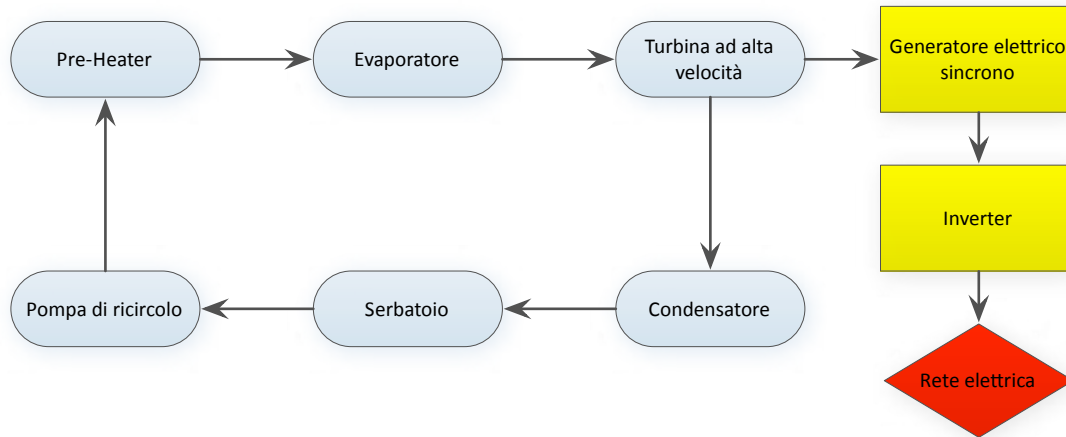 Pre-Heater
Evaporatore
Turbina ad alta
velocità
Generatore elettrico
sincrono
Inverter
Pompa di ricircolo
Serbatoio
Condensatore
Rete elettrica